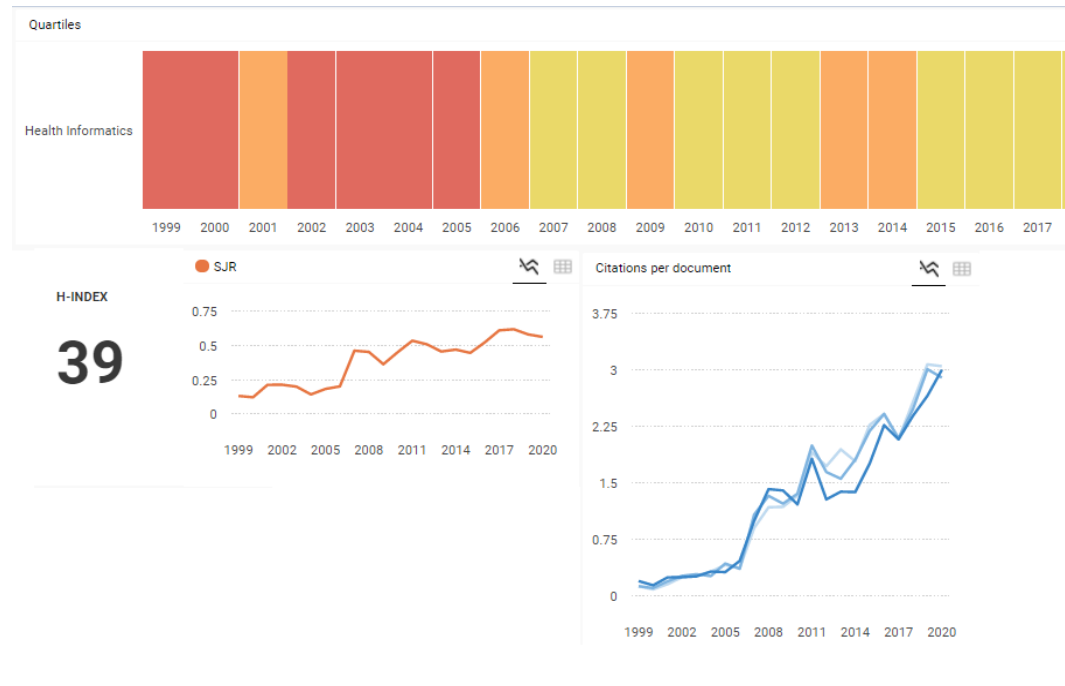 Quartiles
Health Informatics
1999 2000 2001 2002 2003 2004 2005 2006 2007 2008 2009 2010 2011 2012 2013 2014 2015 2016 2017
H-INDEX
39
SJR
0.75
0.5
0.25
0
1999 2002 2005 2008 2011 2014 2017 2020
Citations per document
3.75
3
2.25
1.5
0.75
0
1999 2002 2005 2008 2011 2014 2017 2020